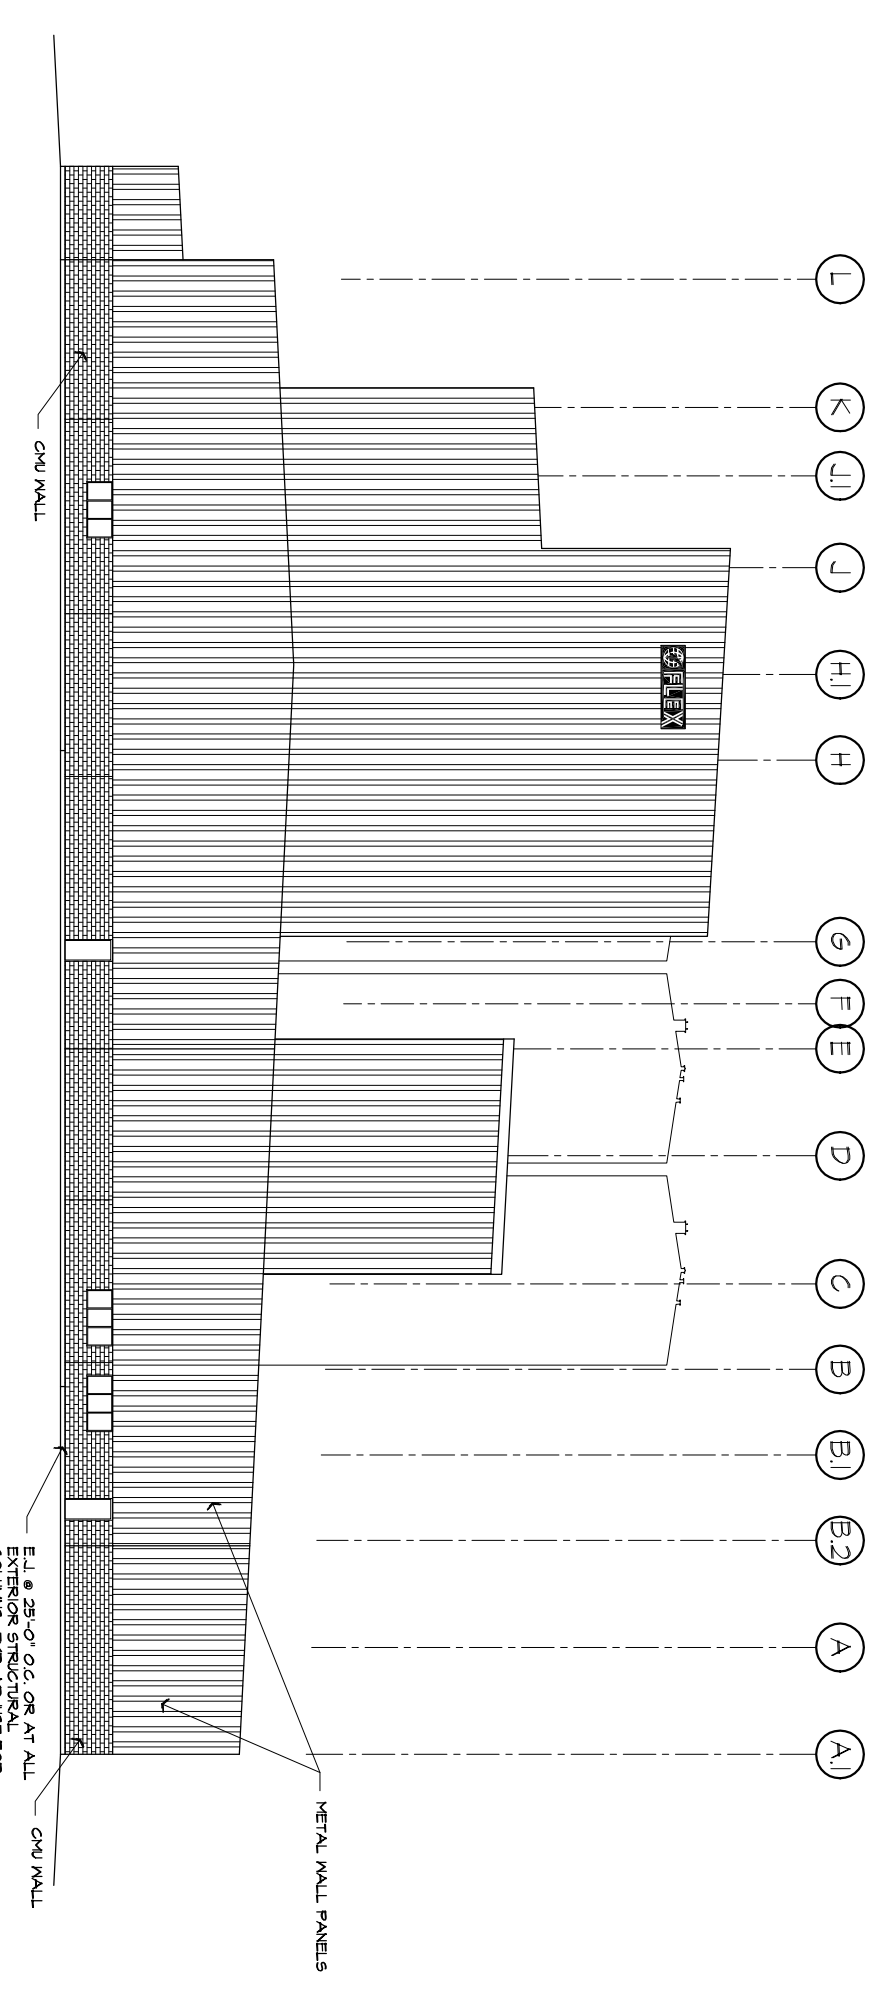 L
K
J.1
J
H.1
H
G
F
E
D
C
B
B.1
B.2
A
A.1
FLEX
CMU WALL
METAL WALL PANELS
E.J. @ 25'-0" O.C. OR AT ALL
EXTERIOR STRUCTURAL
CMU WALL